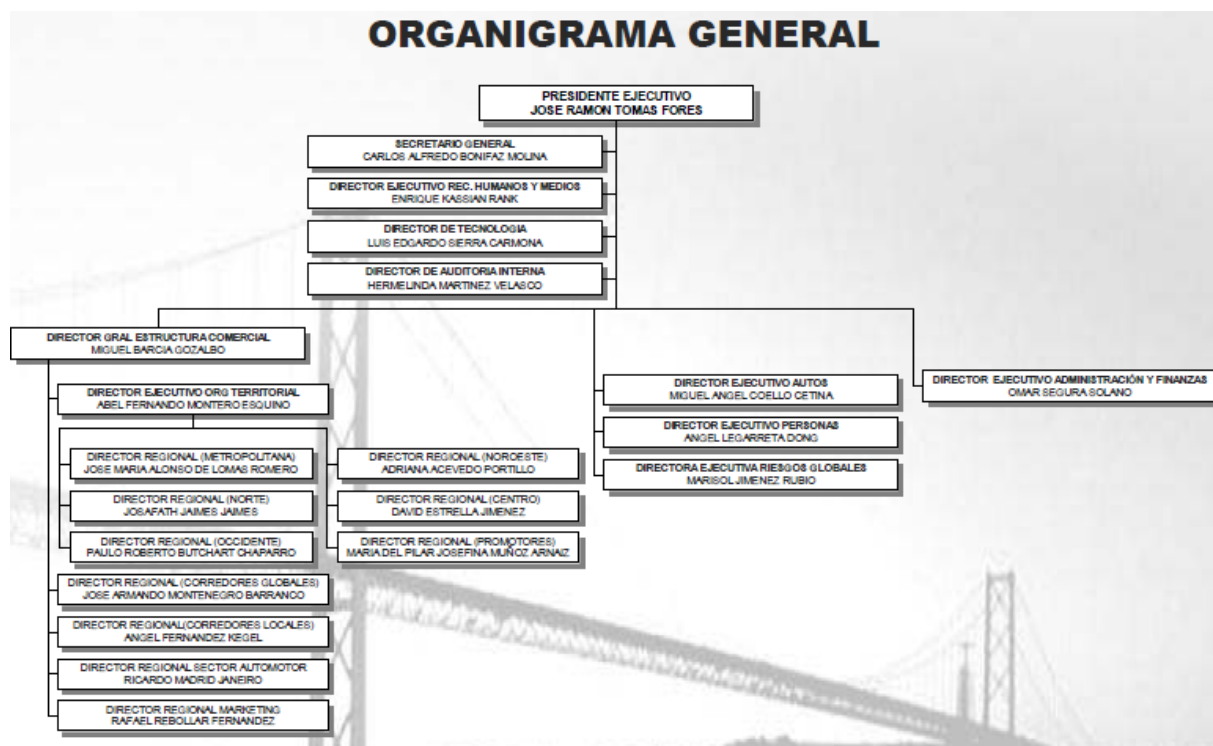 ORGANIGRAMA GENERAL
PRESIDENTE EJECUTIVO
JOSE RAMON TOMAS FORES
SECRETARIO GENERAL
CARLOS ALFREDO BONIFAZ MOLINA
DIRECTOR EJECUTIVO REC. HUMANOS Y MEDIOS
ENRIQUE KASSIAN RANK
DIRECTOR DE TECNOLOGIA
LUIS EDGARDO SIERRA CARMONA
DIRECTOR DE AUDITORIA INTERNA
HERMELINDA MARTINEZ VELASCO
DIRECTOR GRAL ESTRUCTURA COMERCIAL
MIGUEL BARCIA GOZALBO
DIRECTOR EJECUTIVO ORG TERRITORIAL
ABEL FERNANDO MONTERO ESQUINO
DIRECTOR REGIONAL (METROPOLITANA)
JOSE MARIA ALONSO DE LOMAS ROMERO
DIRECTOR REGIONAL (NORTE)
JOSAFATH JAIMES JAIMES
DIRECTOR REGIONAL (OCCIDENTE)
PAULO ROBERTO BUTCHART CHAPARRO
DIRECTOR REGIONAL (NOROESTE)
ADRIANA ACEVEDO PORTILLO
DIRECTOR REGIONAL (CENTRO)
DAVID ESTRELLA JIMENEZ
DIRECTOR REGIONAL (PROMOTORES)
MARIA DEL PILAR JOSEFINA MUÑOZ ARNAIZ
DIRECTOR REGIONAL (CORREDORES GLOBALES)
JOSE ARMANDO MONTENEGRO BARRANCO
DIRECTOR REGIONAL(CORREDORES LOCALES)
ANGEL FERNANDEZ KEGEL
DIRECTOR REGIONAL SECTOR AUTOMOTOR
RICARDO MADRID JANEIRO
DIRECTOR REGIONAL MARKETING
RAFAEL REBOLLAR FERNANDEZ
DIRECTOR EJECUTIVO AUTOS
MIGUEL ANGEL COELLO CETINA
DIRECTOR EJECUTIVO PERSONAS
ANGEL LEGARRETA DONG
DIRECTORA EJECUTIVA RIESGOS GLOBALES
MARISOL JIMENEZ RUBIO
DIRECTOR EJECUTIVO ADMINISTRACIÓN Y FINANZAS
OMAR SEGURA SOLANO